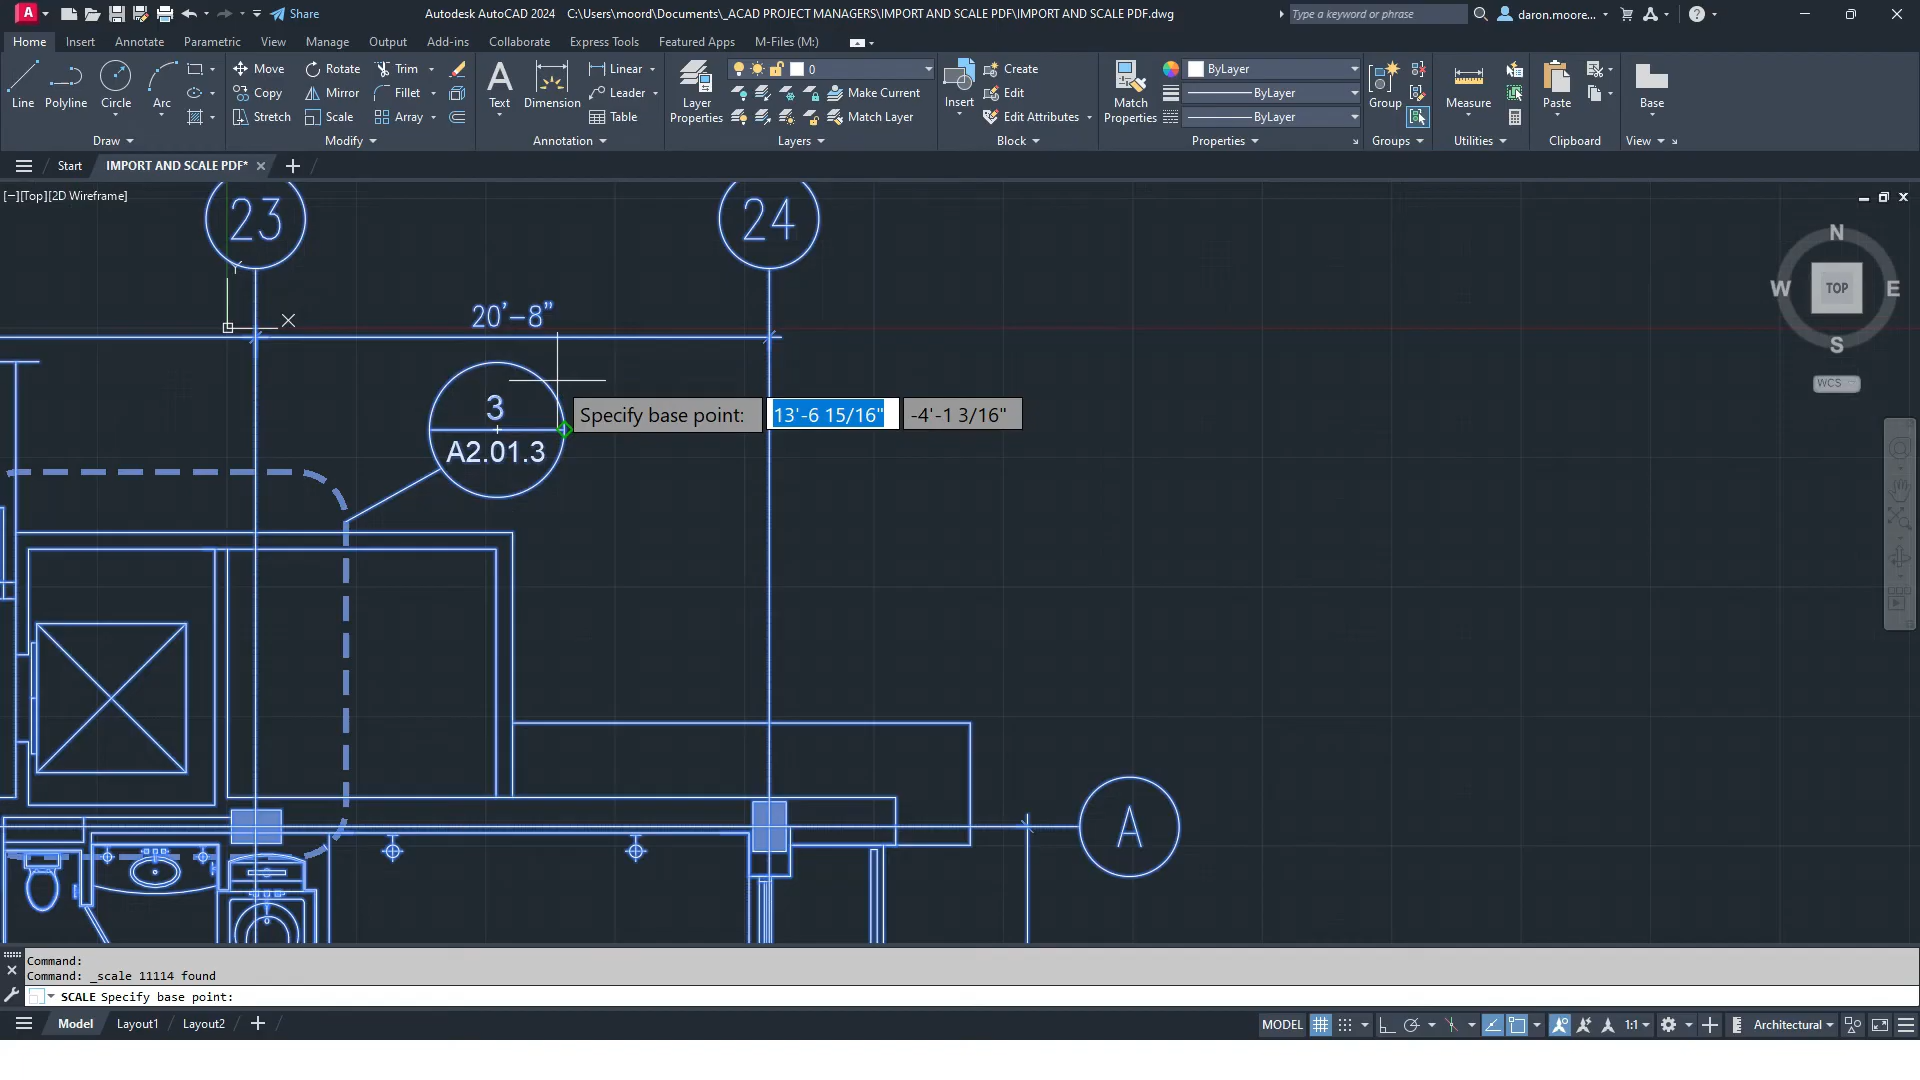 A Share Autodesk AutoCAD 2024 C:\Users\moord\Documents\_ACAD PROJECT MANAGERS\IMPORT AND SCALE PDF\IMPORT AND SCALE PDF.dwg Type a keyword or phrase daron.moore... ?
Home Insert Annotate Parametric View Manage Output Add-ins Collaborate Express Tools Featured Apps M-Files (M:)
Line Polyline Circle Arc
Move Rotate Trim
Copy Mirror Fillet
Stretch Scale Array
Text Dimension
Linear
Leader
Table
Layer Properties
0
Make Current
Match Layer
Insert
Create
Edit
Edit Attributes
Match Properties
ByLayer
ByLayer
ByLayer
Group
Measure
Paste
Base
Draw Modify Annotation Layers Block Properties Groups Utilities Clipboard View
Start IMPORT AND SCALE PDF*
[−][Top][2D Wireframe]
23
24
Y
X
20'-8"
3
A2.01.3
Specify base point: 13'-6 15/16" -4'-1 3/16"
N
W TOP E
S
WCS
A
Command:
Command: _scale 11114 found
SCALE Specify base point:
Model Layout1 Layout2
MODEL 1:1 Architectural